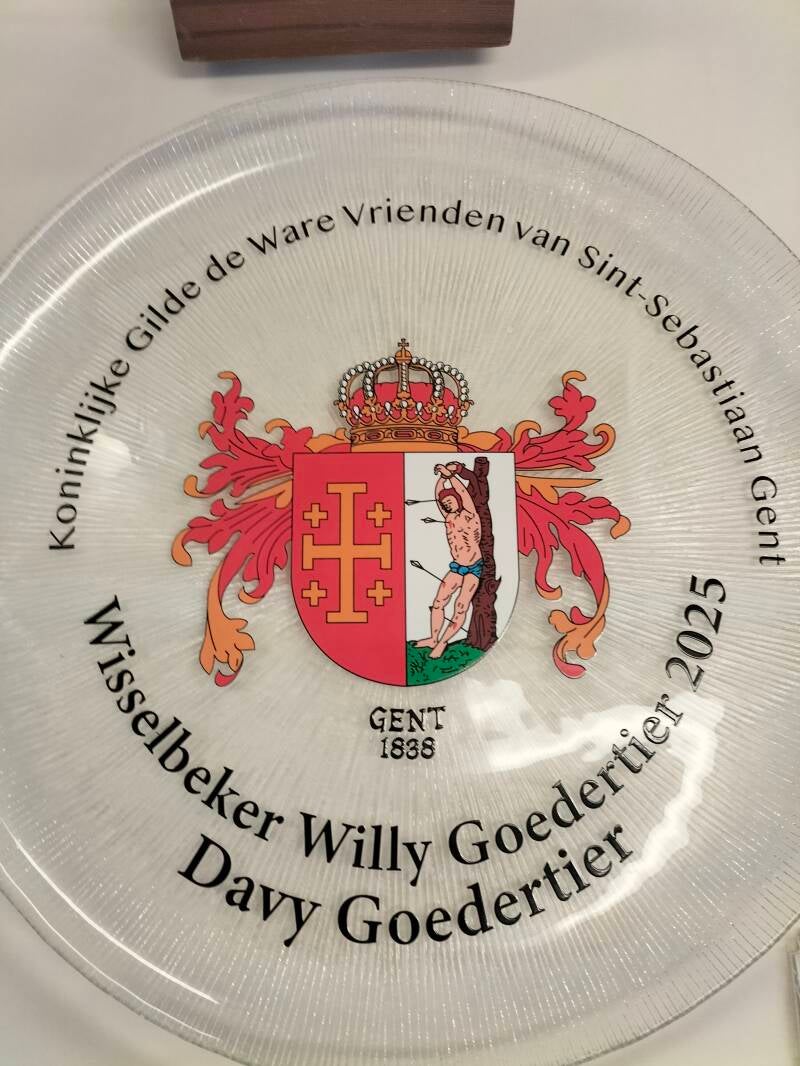 Koninklijke Gilde de Ware Vrienden van Sint-Sebastiaan Gent
GENT
1838
Wisselbeker Willy Goedertier 2025
Davy Goedertier